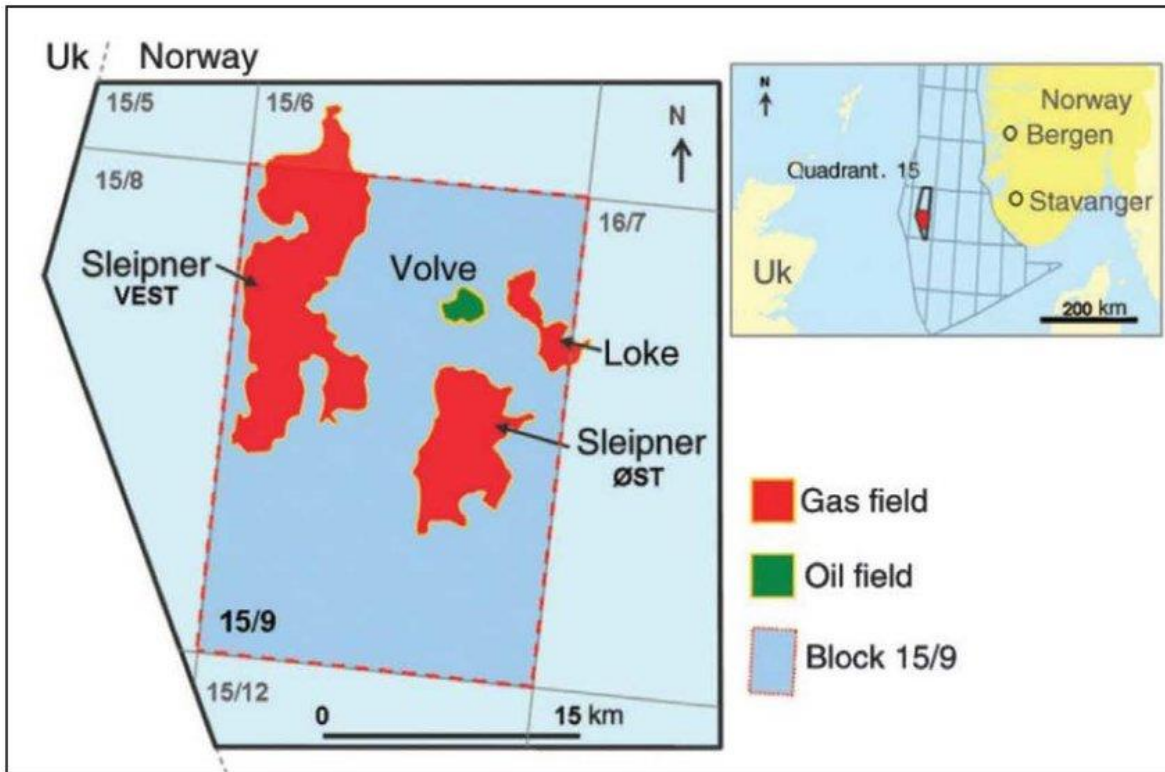 Uk Norway
15/5
15/6
N
15/8
16/7
Sleipner
VEST
Volve
Loke
Sleipner
ØST
15/9
15/12
0 15 km
N
Norway
Bergen
Quadrant. 15
Stavanger
Uk
200 km
Gas field
Oil field
Block 15/9